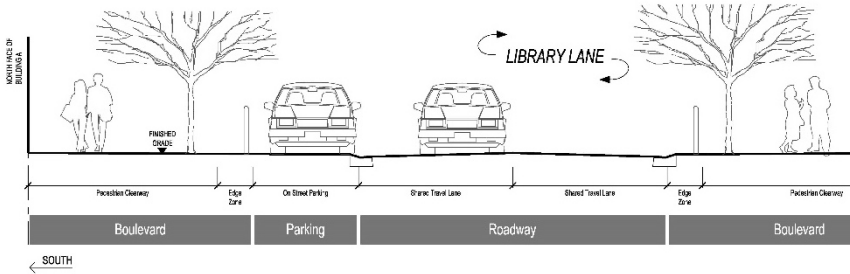 NORTH FACE OF
BUILDING A
LIBRARY LANE
FINISHED
GRADE
Pedestrian Clearway
Edge
Zone
On Street Parking
Shared Travel Lane
Shared Travel Lane
Edge
Zone
Pedestrian Clearway
Boulevard
Parking
Roadway
Boulevard
SOUTH